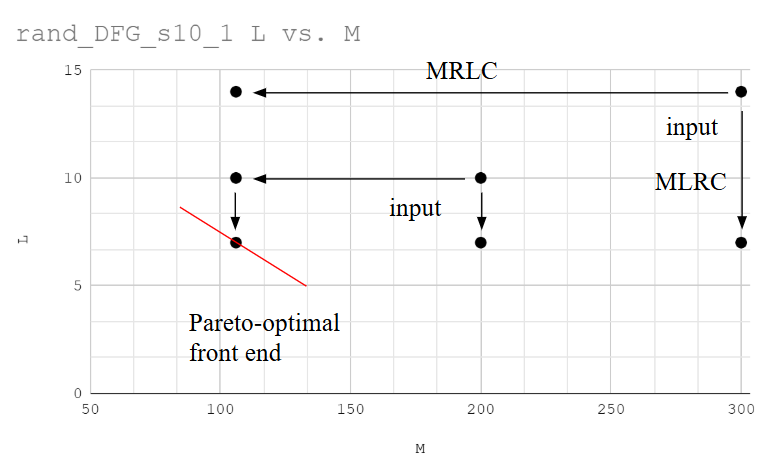 rand_DFG_s10_1 L vs. M
15
MRLC
input
10
MLRC
input
L
5
Pareto-optimal
front end
0
50 100 150 200 250 300
M